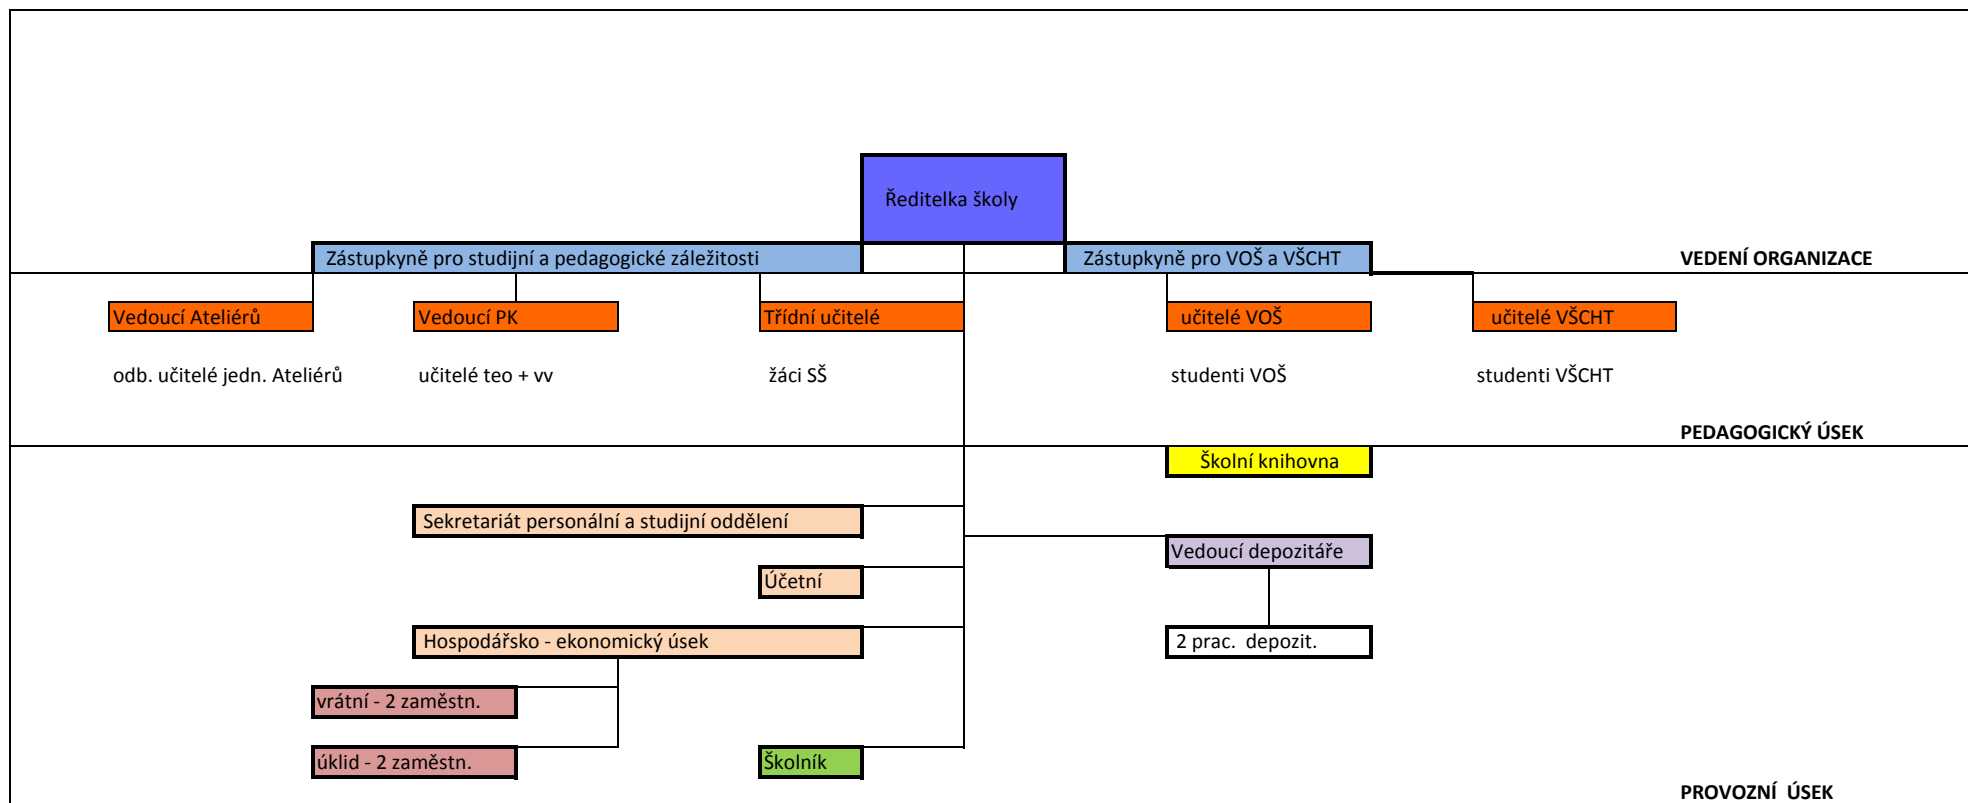 Ředitelka školy
Zástupkyně pro studijní a pedagogické záležitosti
Zástupkyně pro VOŠ a VŠCHT
VEDENÍ ORGANIZACE
Vedoucí Ateliérů
Vedoucí PK
Třídní učitelé
učitelé VOŠ
učitelé VŠCHT
odb. učitelé jedn. Ateliérů
učitelé teo + vv
žáci SŠ
studenti VOŠ
studenti VŠCHT
PEDAGOGICKÝ ÚSEK
Školní knihovna
Sekretariát personální a studijní oddělení
Vedoucí depozitáře
Účetní
Hospodářsko - ekonomický úsek
2 prac. depozit.
vrátní - 2 zaměstn.
úklid - 2 zaměstn.
Školník
PROVOZNÍ ÚSEK